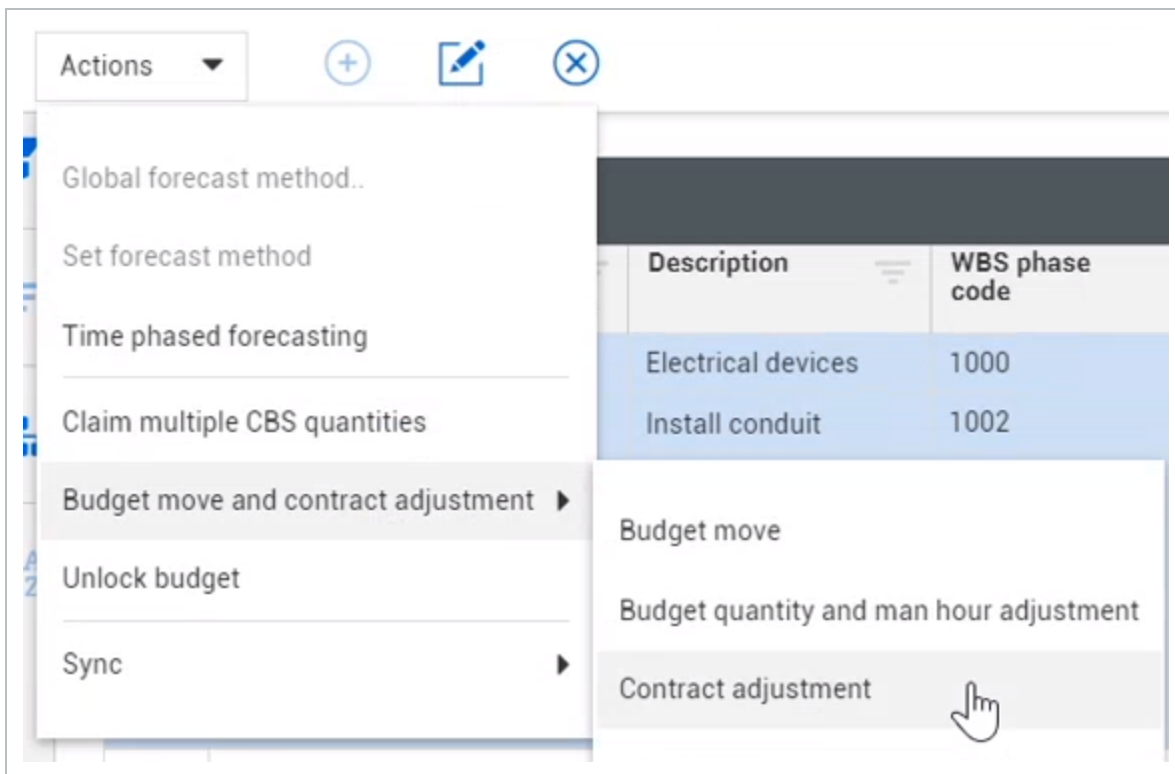 Actions
Global forecast method..
Set forecast method
Time phased forecasting
Claim multiple CBS quantities
Budget move and contract adjustment
Unlock budget
Sync
Description
WBS phase
code
Electrical devices
1000
Install conduit
1002
Budget move
Budget quantity and man hour adjustment
Contract adjustment